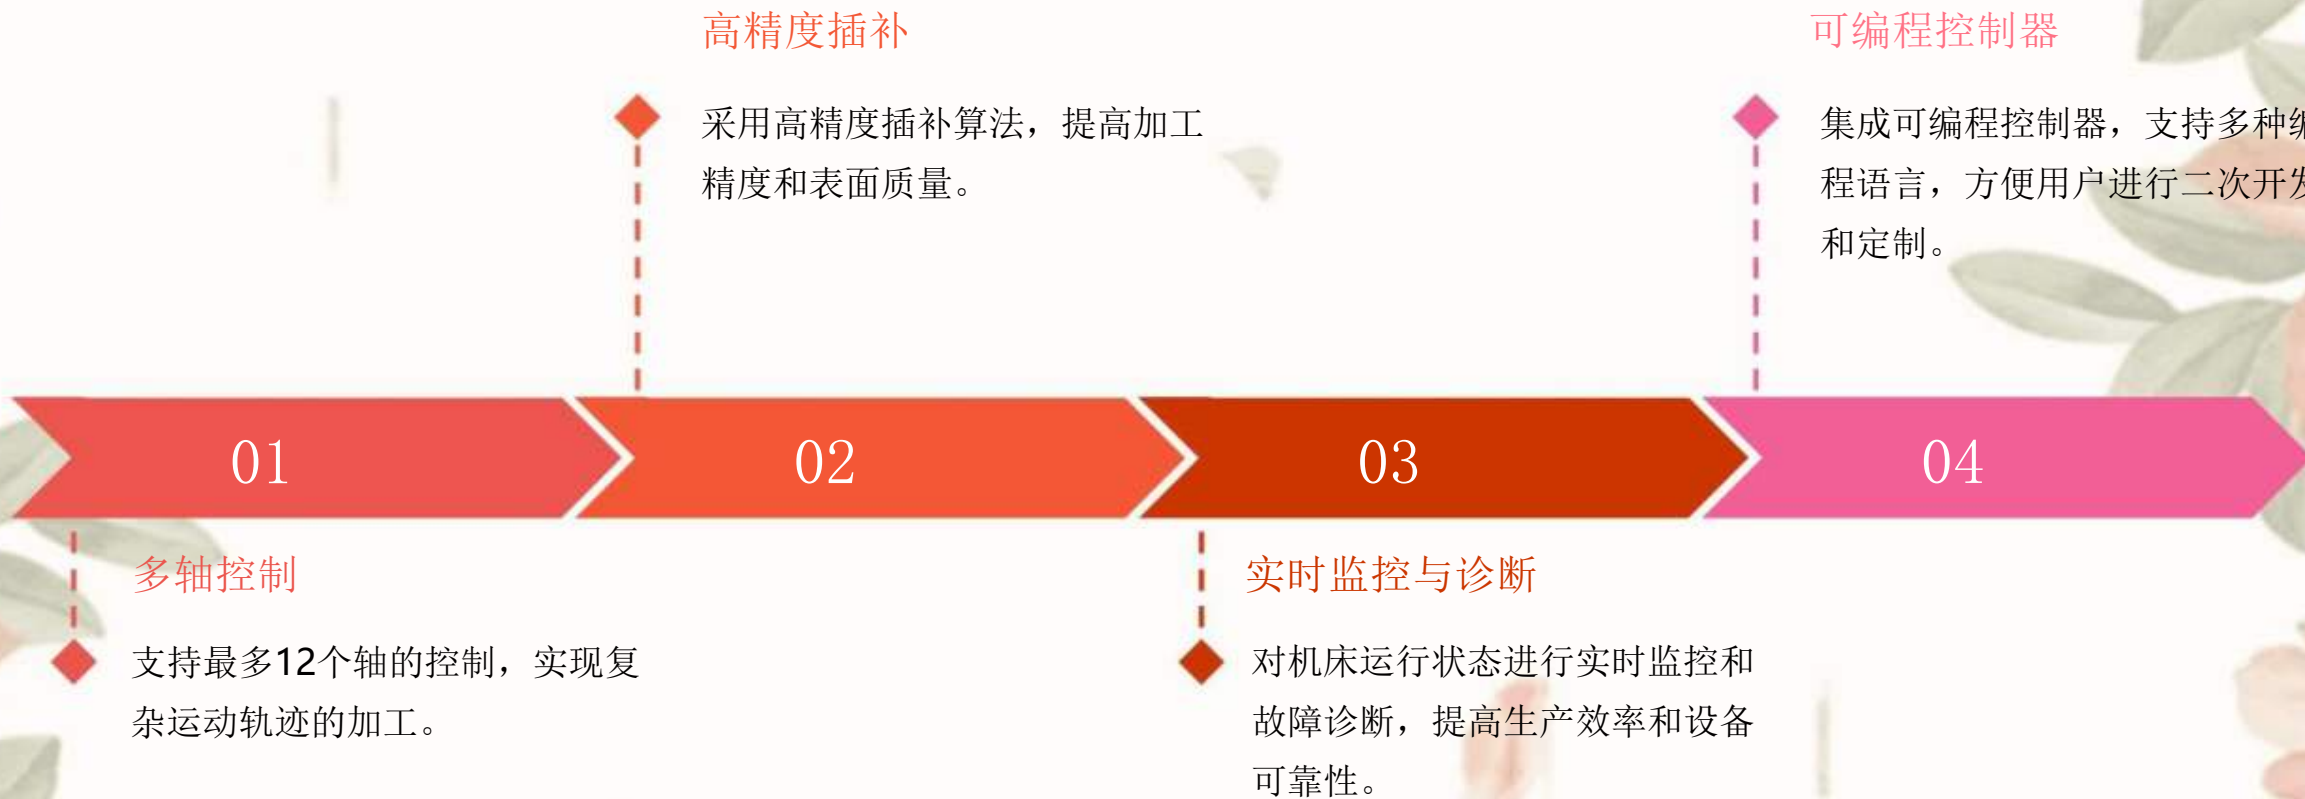 高精度插补
采用高精度插补算法，提高加工
精度和表面质量。
可编程控制器
集成可编程控制器，支持多种编
程语言，方便用户进行二次开发
和定制。
01
02
03
04
多轴控制
支持最多12个轴的控制，实现复
杂运动轨迹的加工。
实时监控与诊断
对机床运行状态进行实时监控和
故障诊断，提高生产效率和设备
可靠性。